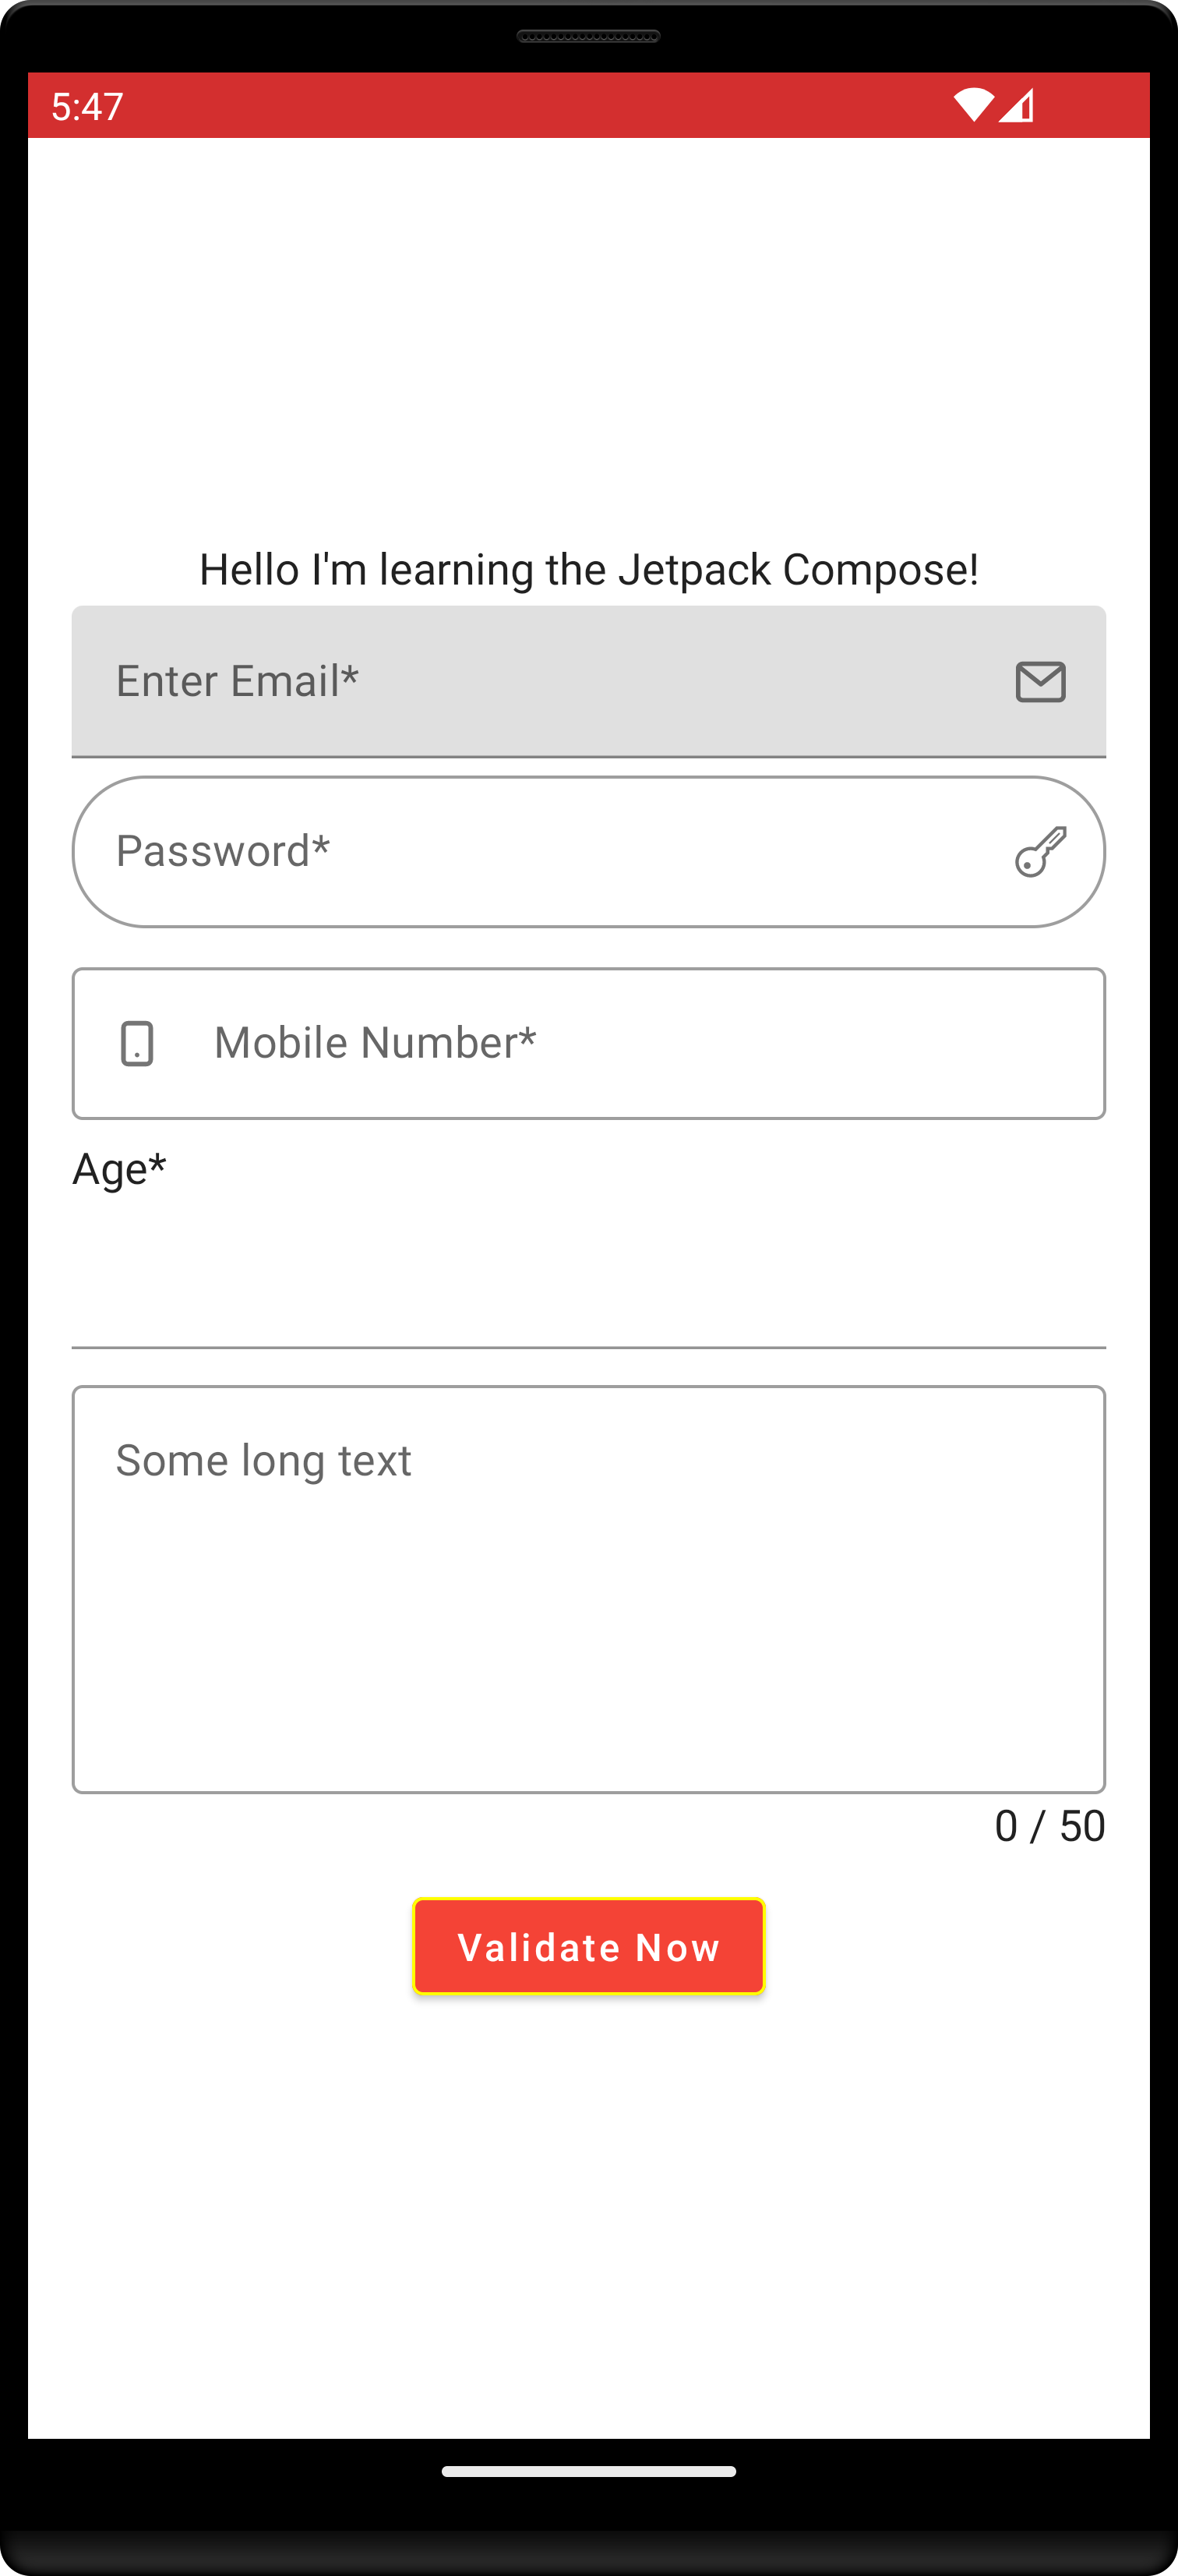 5:47
Hello I'm learning the Jetpack Compose!
Enter Email*
Password*
Mobile Number*
Age*
Some long text
0 / 50
Validate Now